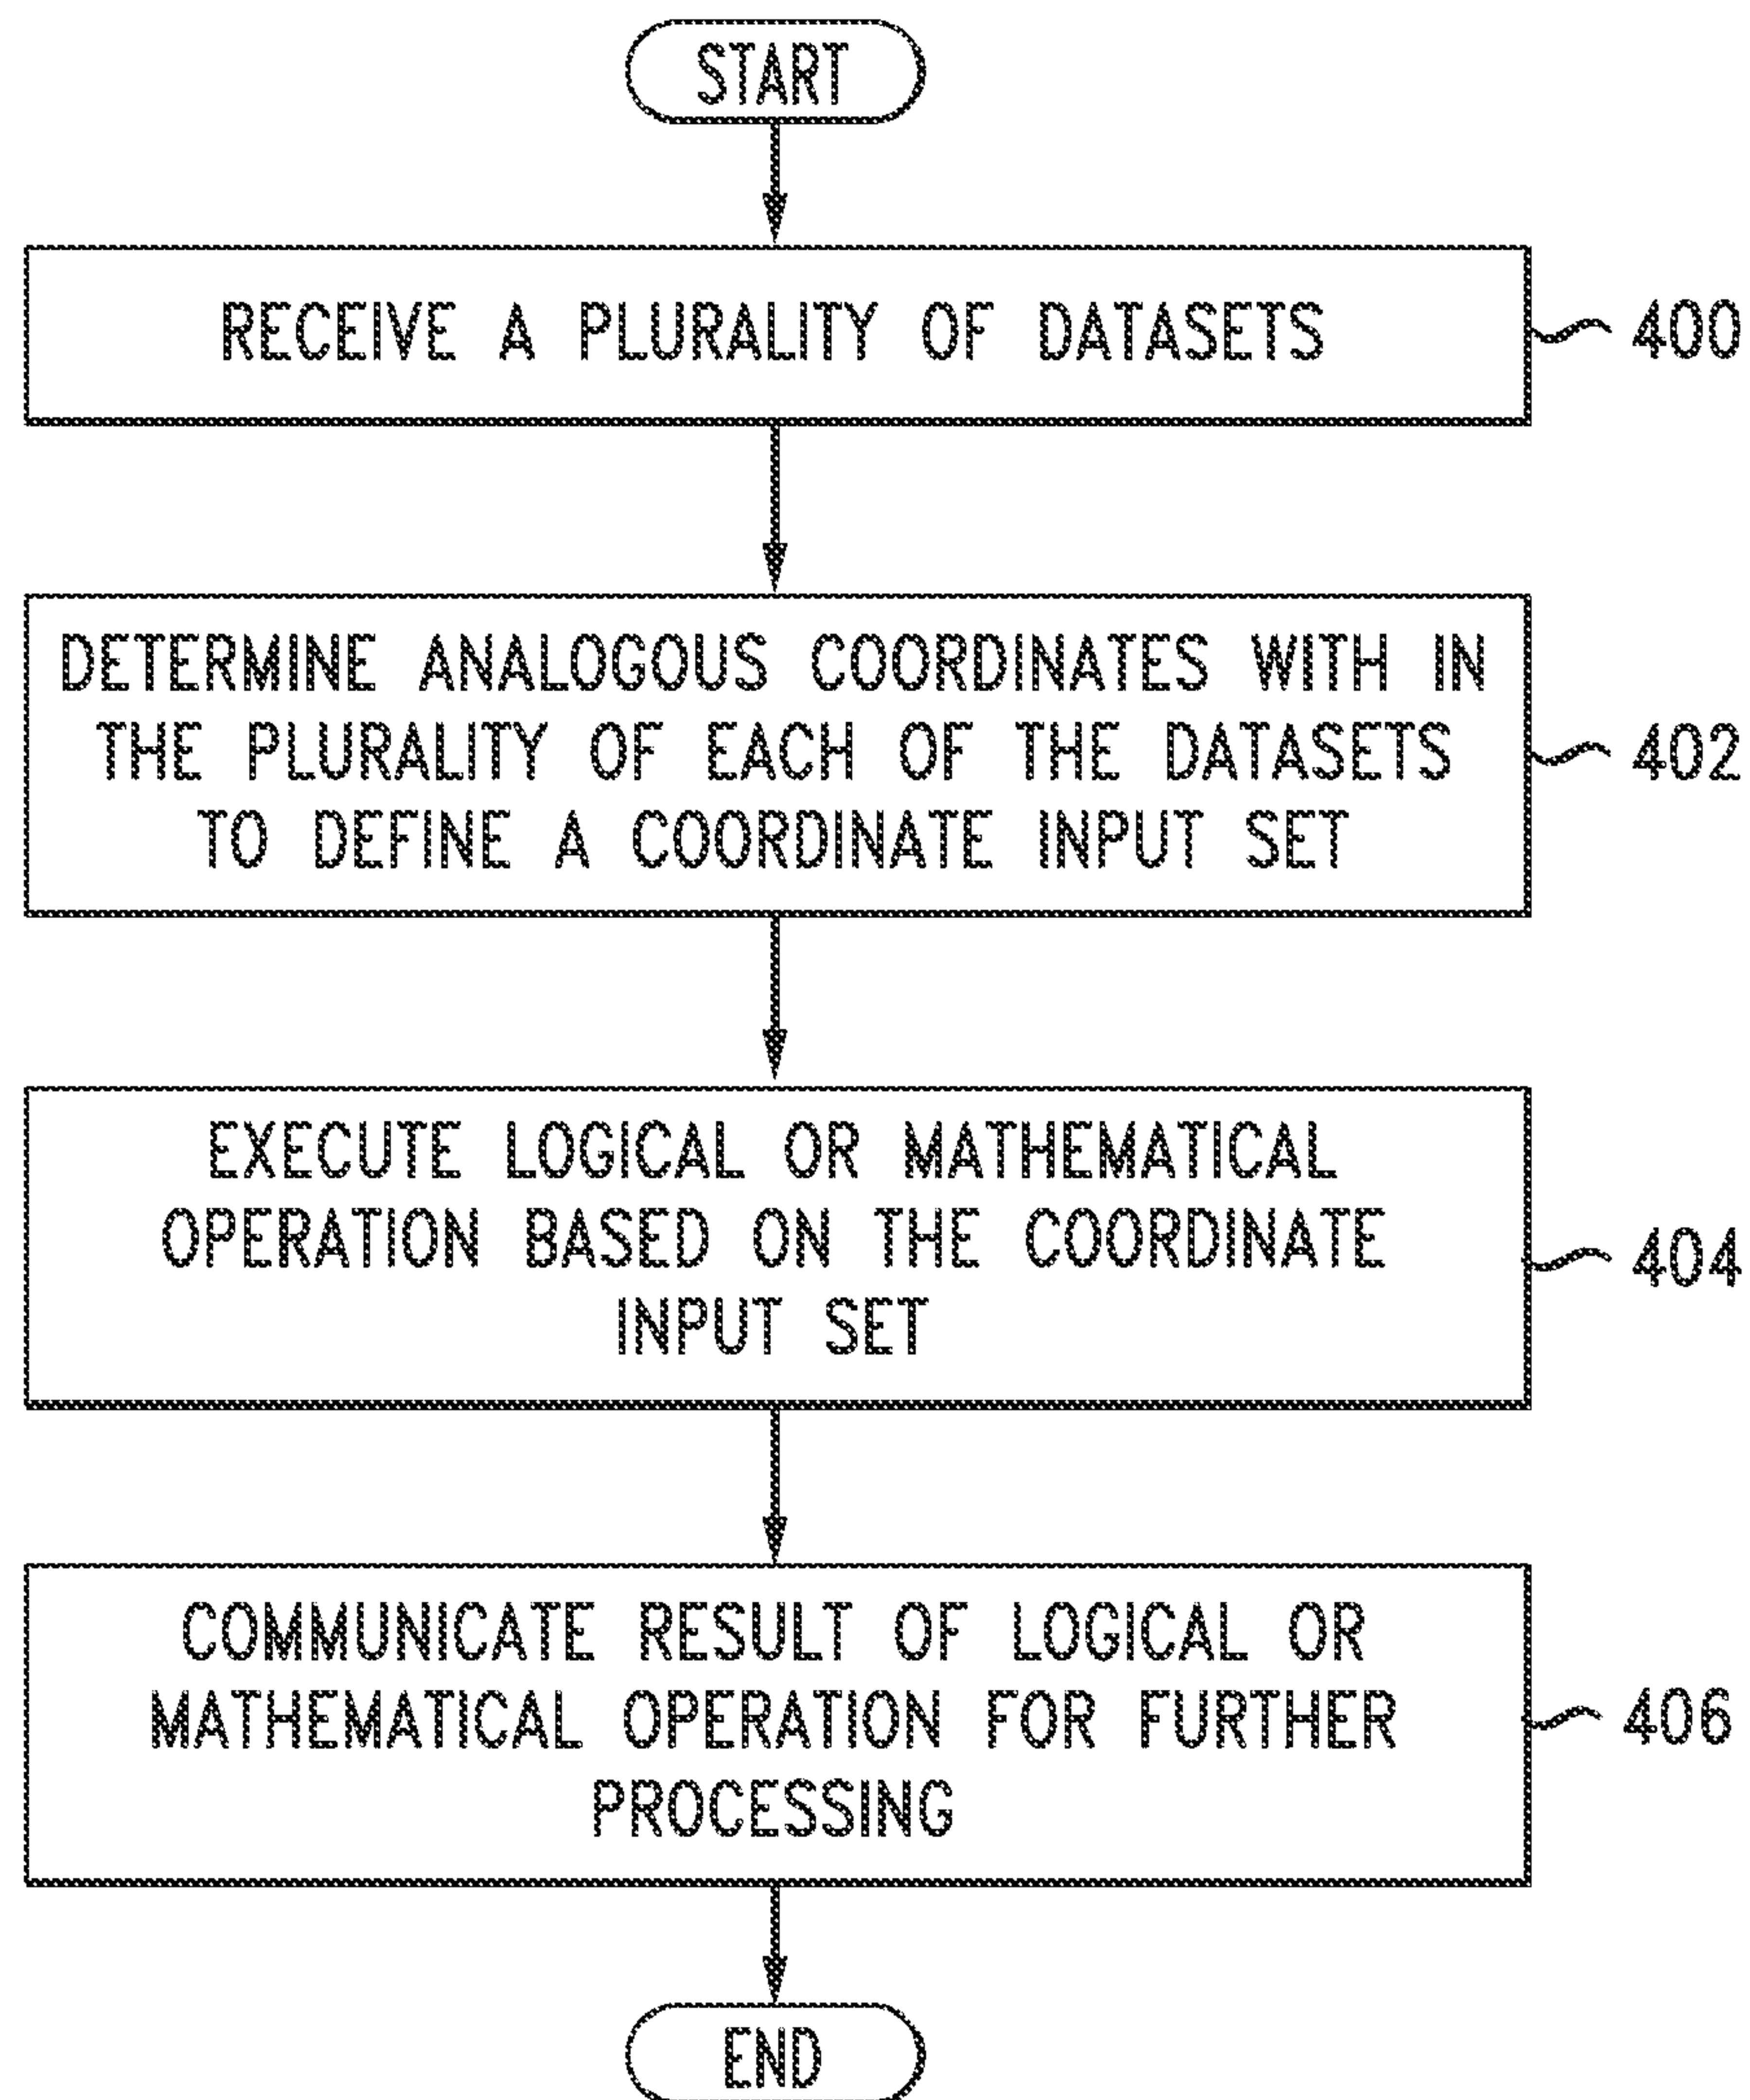 START
RECEIVE A PLURALITY OF DATASETS
400
DETERMINE ANALOGOUS COORDINATES WITH IN
THE PLURALITY OF EACH OF THE DATASETS
TO DEFINE A COORDINATE INPUT SET
402
EXECUTE LOGICAL OR MATHEMATICAL
OPERATION BASED ON THE COORDINATE
INPUT SET
404
COMMUNICATE RESULT OF LOGICAL OR
MATHEMATICAL OPERATION FOR FURTHER
PROCESSING
406
END